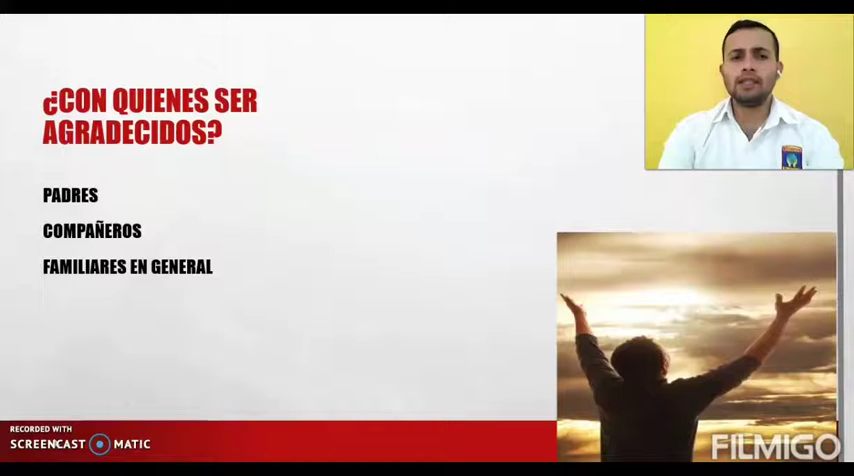 ¿CON QUIENES SER
AGRADECIDOS?
PADRES
COMPAÑEROS
FAMILIARES EN GENERAL
RECORDED WITH
SCREENCAST MATIC
FILMIGO